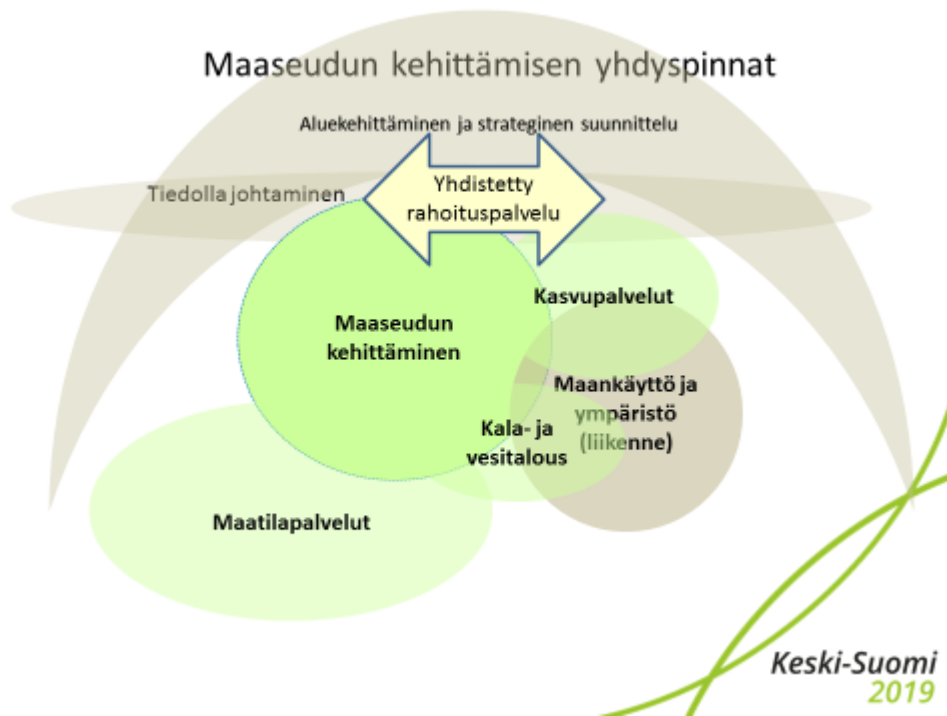 Maaseudun kehittämisen yhdyspinnat
Aluekehittäminen ja strateginen suunnittelu
Tiedolla johtaminen
Yhdistetty
rahoituspalvelu
Kasvupalvelut
Maaseudun
kehittäminen
Maankäyttö ja
ympäristö
(liikenne)
Kala- ja
vesitalous
Maatilapalvelut
Keski-Suomi
2019